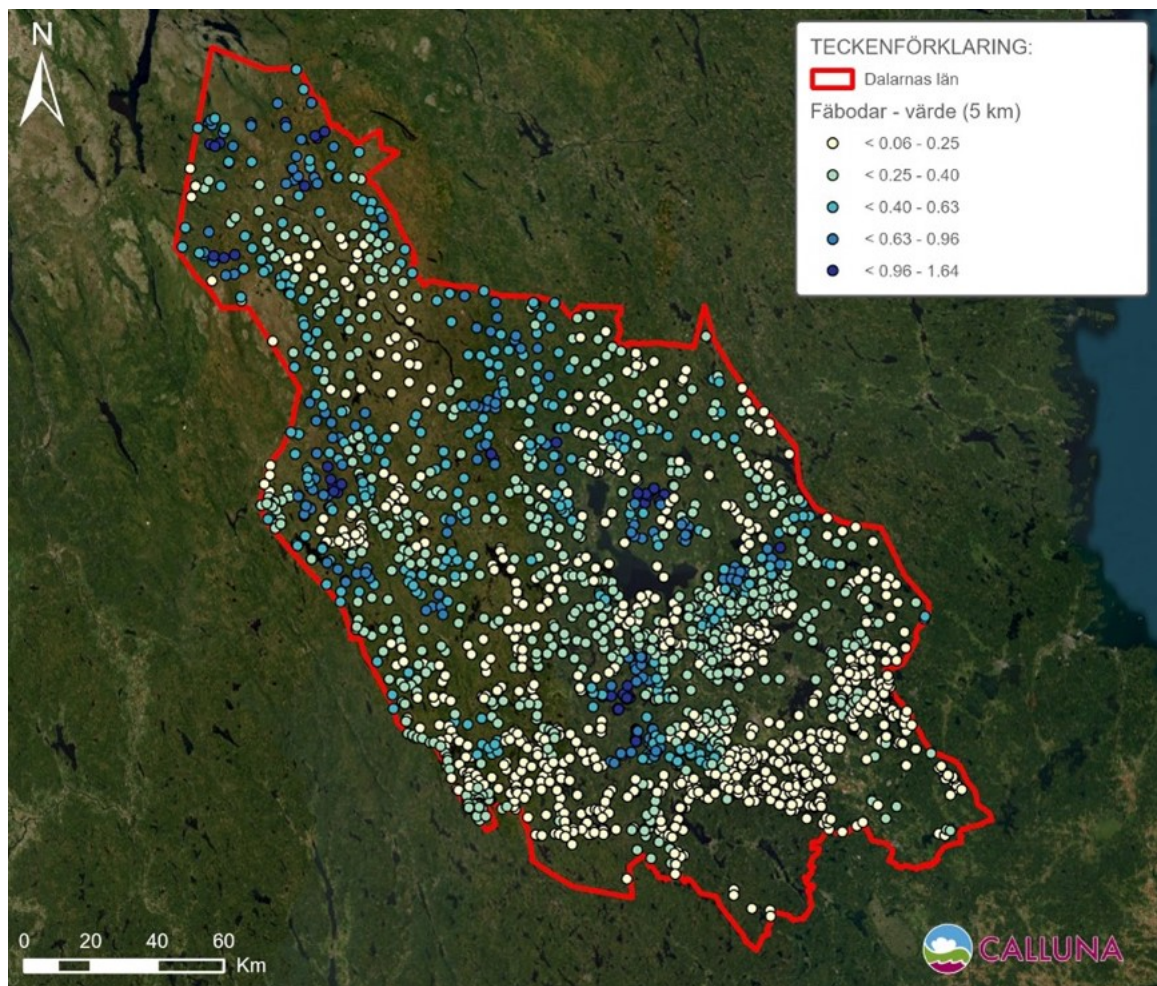 N
TECKENFÖRKLARING:
Dalarnas län
Fäbodar - värde (5 km)
< 0.06 - 0.25
< 0.25 - 0.40
< 0.40 - 0.63
< 0.63 - 0.96
< 0.96 - 1.64
0 20 40 60
Km
CALLUNA